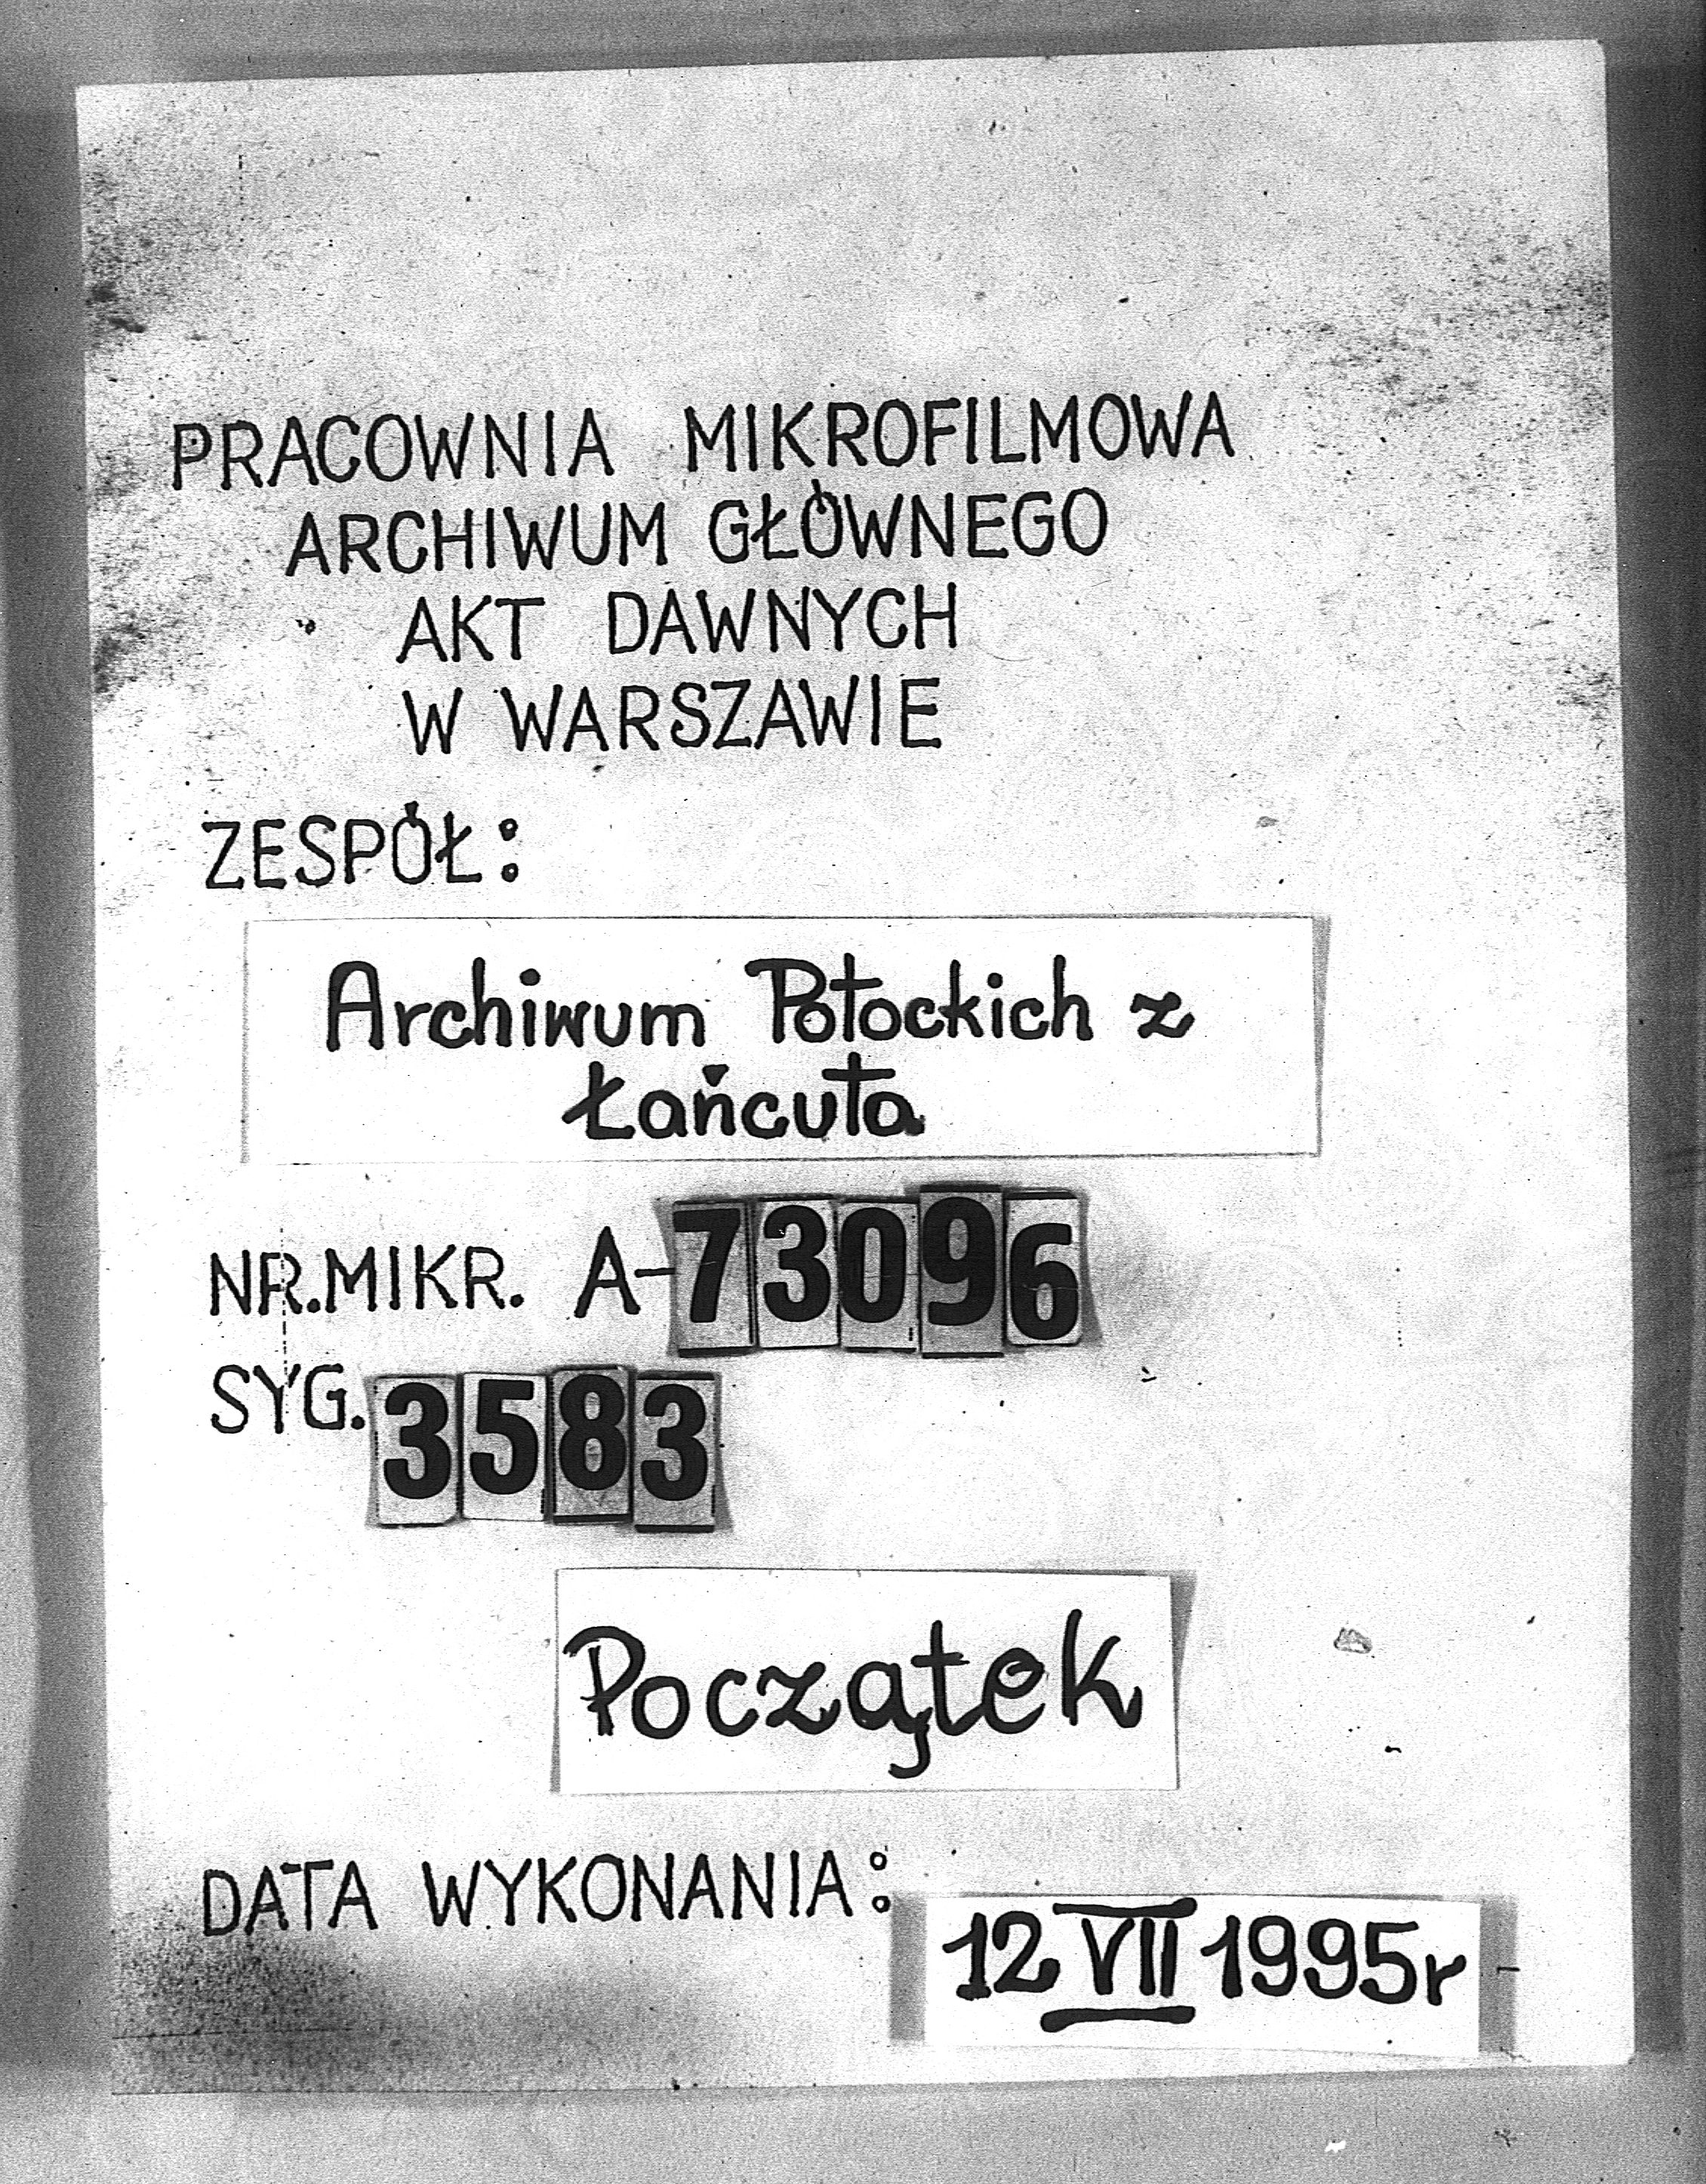 PRACOWNIA MIKROFILMOWA
ARCHIWUM GŁÓWNEGO
AKT DAWNYCH
W WARSZAWIE
ZESPÓŁ:
Archiwum Potockich z
Łańcuta
NR.MIKR. A-73096
SYG. 3583
Początek
DATA WYKONANIA: 12 VII 1995r